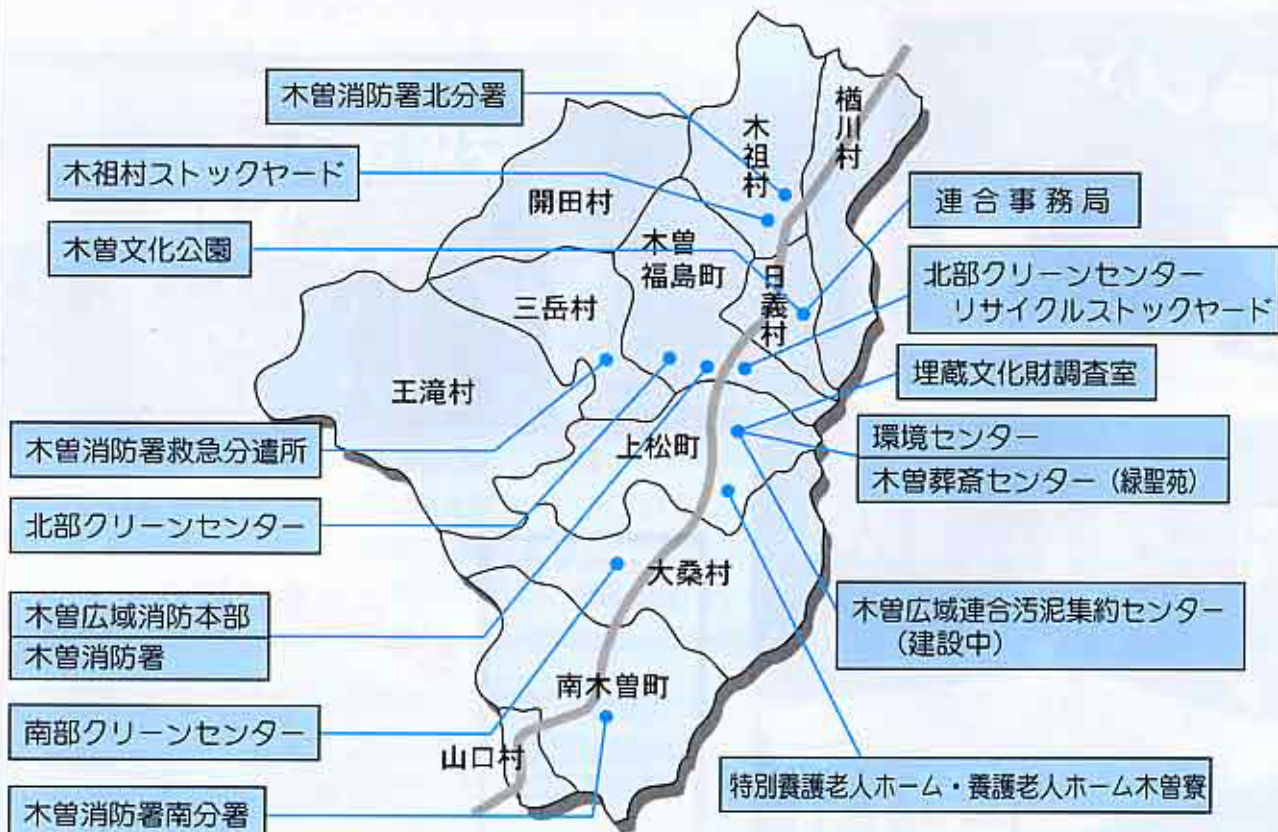 木曽消防署北分署
木祖村ストックヤード
木曽文化公園
木曽消防署救急分遣所
北部クリーンセンター
木曽広域消防本部
木曽消防署
南部クリーンセンター
木曽消防署南分署
楢川村
木祖村
開田村
木曽
福島町
日義村
三岳村
王滝村
上松町
大桑村
南木曽町
山口村
連合事務局
北部クリーンセンター
リサイクルストックヤード
埋蔵文化財調査室
環境センター
木曽葬斎センター（緑聖苑）
木曽広域連合汚泥集約センター
（建設中）
特別養護老人ホーム・養護老人ホーム木曽寮